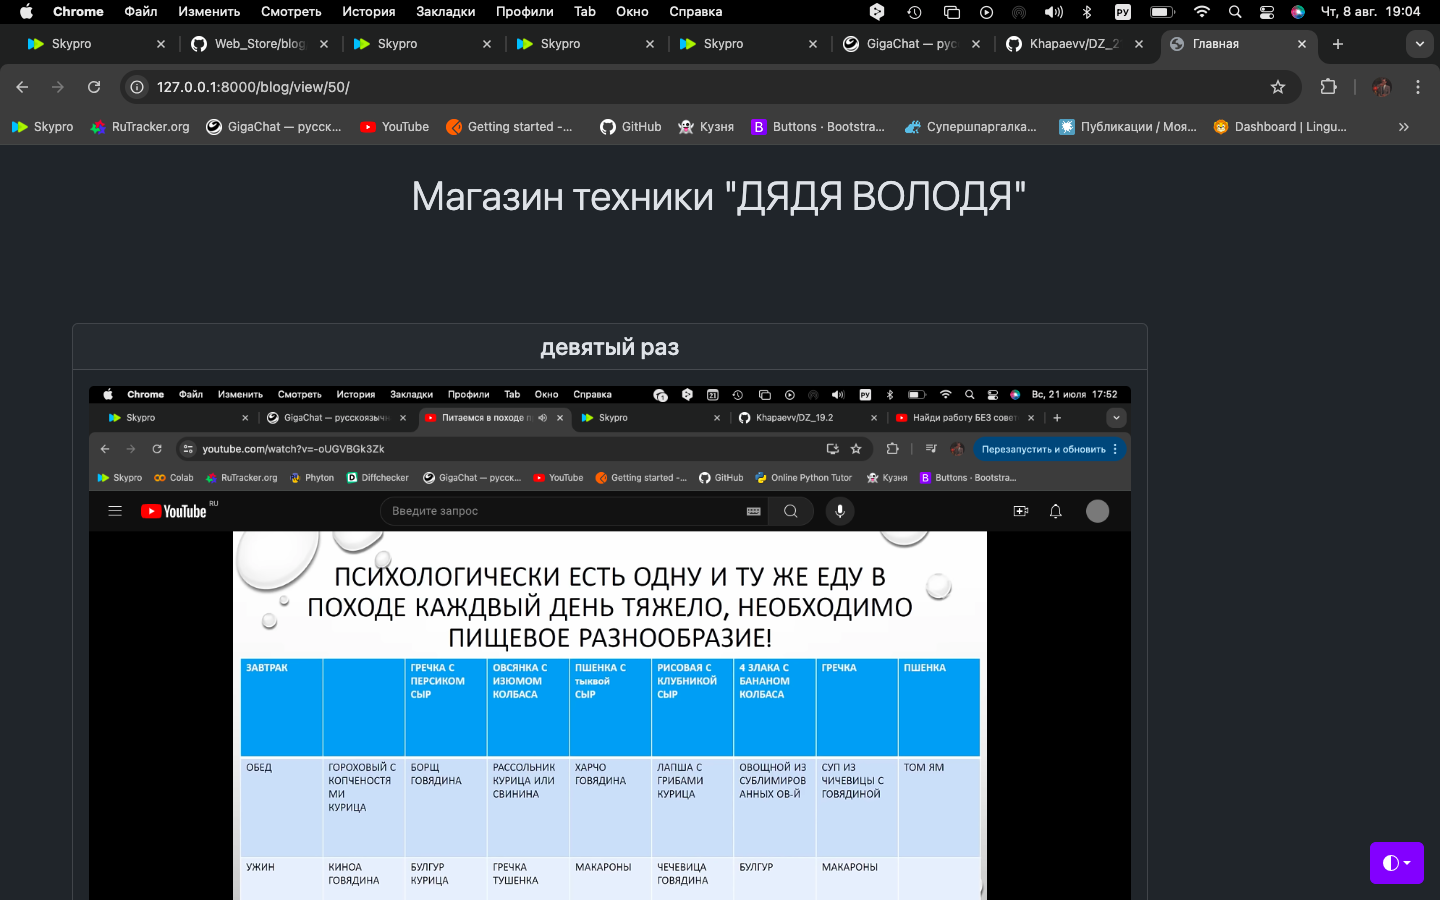 Chrome Файл Изменить Смотреть История Закладки Профили Tab Окно Справка РУ Чт, 8 авг. 19:04
Skypro Web_Store/blog Skypro Skypro Skypro GigaChat — рус Khapaevv/DZ_2 Главная
127.0.0.1:8000/blog/view/50/
Skypro RuTracker.org GigaChat — русск... YouTube Getting started -... GitHub Кузня Buttons · Bootstra... Супершпаргалка... Публикации / Моя... Dashboard | Lingu...
Магазин техники "ДЯДЯ ВОЛОДЯ"
девятый раз
Chrome Файл Изменить Смотреть История Закладки Профили Tab Окно Справка 21 РУ Вс, 21 июля 17:52
Skypro GigaChat — русскоязычн Питаемся в походе п Skypro Khapaevv/DZ_19.2 Найди работу БЕЗ совет
youtube.com/watch?v=-oUGVBGk3Zk Перезапустить и обновить
Skypro Colab RuTracker.org Phyton Diffchecker GigaChat — русск... YouTube Getting started -... GitHub Online Python Tutor Кузня Buttons · Bootstra...
YouTube RU Введите запрос
ПСИХОЛОГИЧЕСКИ ЕСТЬ ОДНУ И ТУ ЖЕ ЕДУ В
ПОХОДЕ КАЖДВЫЙ ДЕНЬ ТЯЖЕЛО, НЕОБХОДИМО
ПИЩЕВОЕ РАЗНООБРАЗИЕ!
ЗАВТРАК ГРЕЧКА С ОВСЯНКА С ПШЕНКА С РИСОВАЯ С 4 ЗЛАКА С ГРЕЧКА ПШЕНКА
ПЕРСИКОМ ИЗЮМОМ тыквой КЛУБНИКОЙ БАНАНОМ
СЫР КОЛБАСА СЫР СЫР КОЛБАСА
ОБЕД ГОРОХОВЫЙ С БОРЩ РАССОЛЬНИК ХАРЧО ЛАПША С ОВОЩНОЙ ИЗ СУП ИЗ ТОМ ЯМ
КОПЧЕНОСТЯ ГОВЯДИНА КУРИЦА ИЛИ ГОВЯДИНА ГРИБАМИ СУБЛИМИРОВ ЧИЧЕВИЦЫ С
МИ СВИНИНА КУРИЦА АННЫХ ОВ-Й ГОВЯДИНОЙ
КУРИЦА
УЖИН КИНОА БУЛГУР ГРЕЧКА МАКАРОНЫ ЧЕЧЕВИЦА БУЛГУР МАКАРОНЫ
ГОВЯДИНА КУРИЦА ТУШЕНКА ГОВЯДИНА